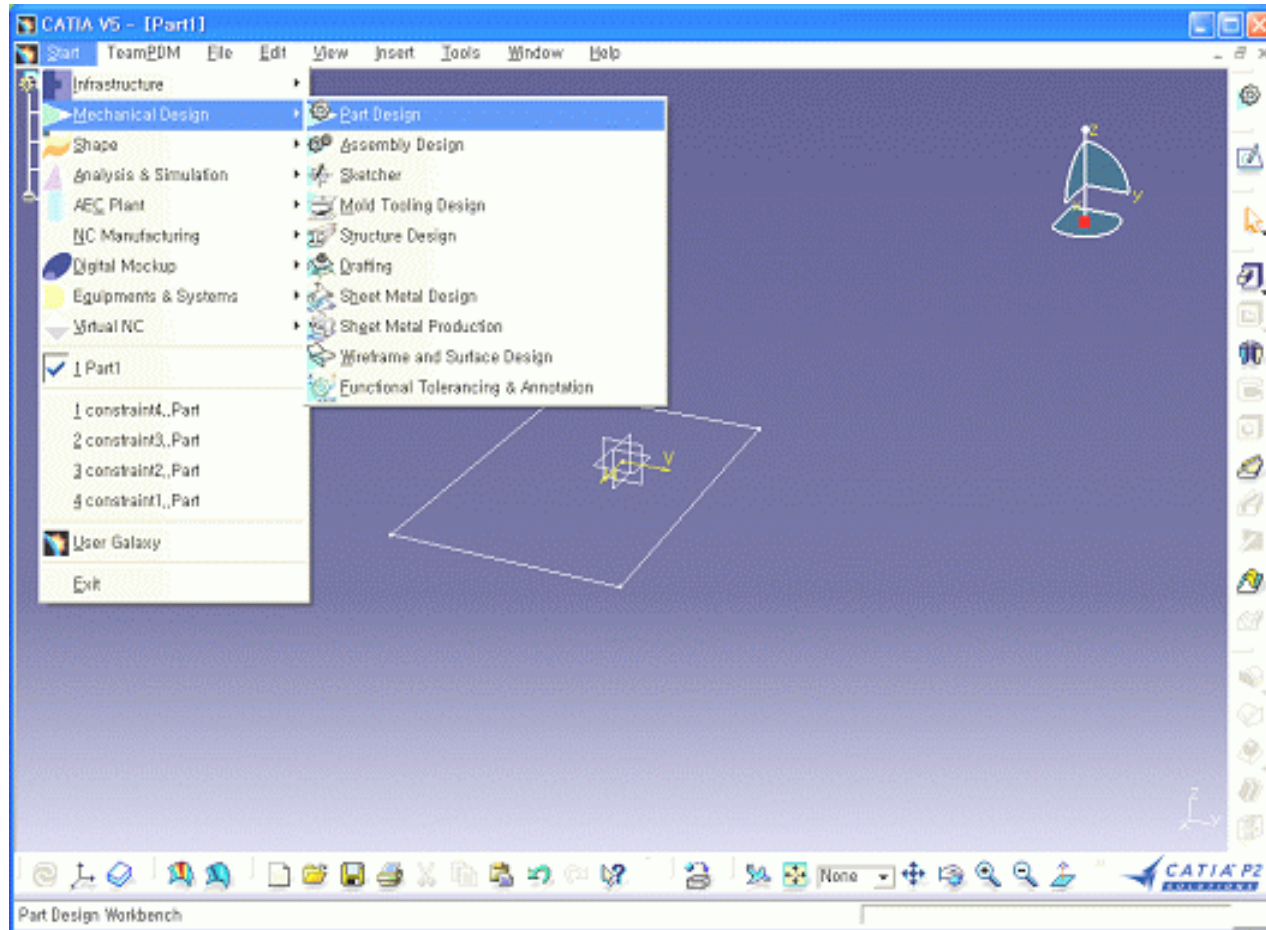 CATIA V5 - [Part1]
Start TeamPDM File Edit View Insert Tools Window Help
Infrastructure
Mechanical Design
Shape
Analysis & Simulation
AEC Plant
NC Manufacturing
Digital Mockup
Equipments & Systems
Virtual NC
1 Part1
1 constraint4,,Part
2 constraint3,,Part
3 constraint2,,Part
4 constraint1,,Part
User Galaxy
Exit
Part Design
Assembly Design
Sketcher
Mold Tooling Design
Structure Design
Drafting
Sheet Metal Design
Sheet Metal Production
Wireframe and Surface Design
Functional Tolerancing & Annotation
z
y
V
z
y
x
None
CATIA P2
SOLUTIONS
Part Design Workbench